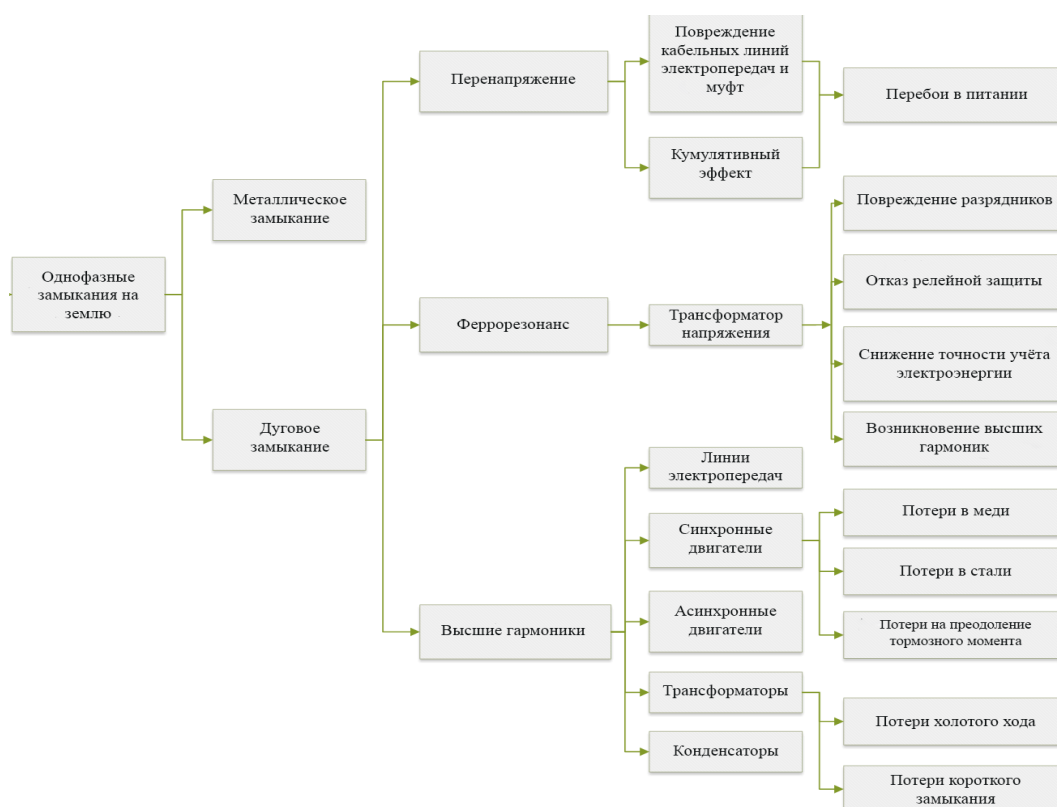 Однофазные
замыкания на
землю
Металлическое
замыкание
Дуговое
замыкание
Перенапряжение
Феррорезонанс
Высшие гармоники
Повреждение
кабельных линий
электропередач и
муфт
Кумулятивный
эффект
Трансформатор
напряжения
Линии
электропередач
Синхронные
двигатели
Асинхронные
двигатели
Трансформаторы
Конденсаторы
Перебои в питании
Повреждение разрядников
Отказ релейной защиты
Снижение точности учёта
электроэнергии
Возникновение высших
гармоник
Потери в меди
Потери в стали
Потери на преодоление
тормозного момента
Потери холотого хода
Потери короткого
замыкания